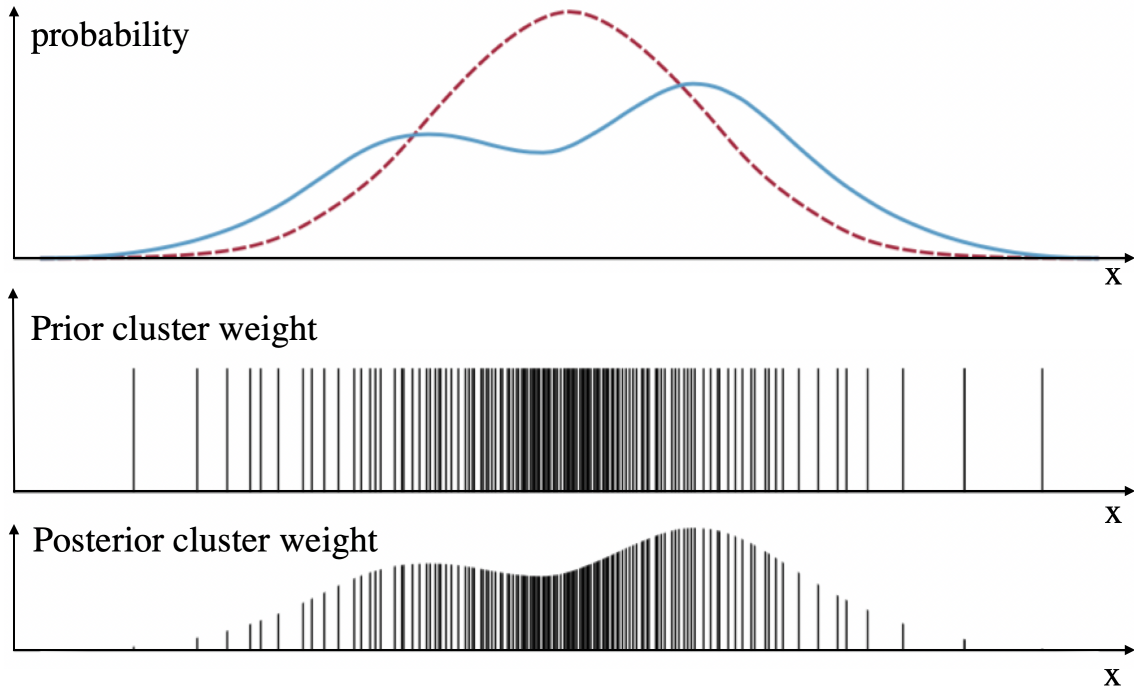 probability
x
Prior cluster weight
x
Posterior cluster weight
x